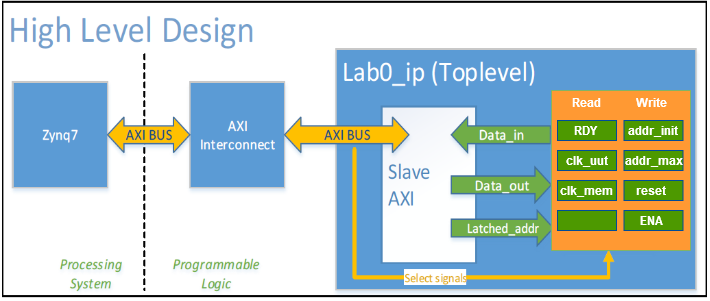 High Level Design
Lab0_ip (Toplevel)
Zynq7
AXI BUS
AXI
Interconnect
AXI BUS
Slave
AXI
Data_in
Data_out
Latched_addr
Read Write
RDY addr_init
clk_uut addr_max
clk_mem reset
ENA
Select signals
Processing
System
Programmable
Logic